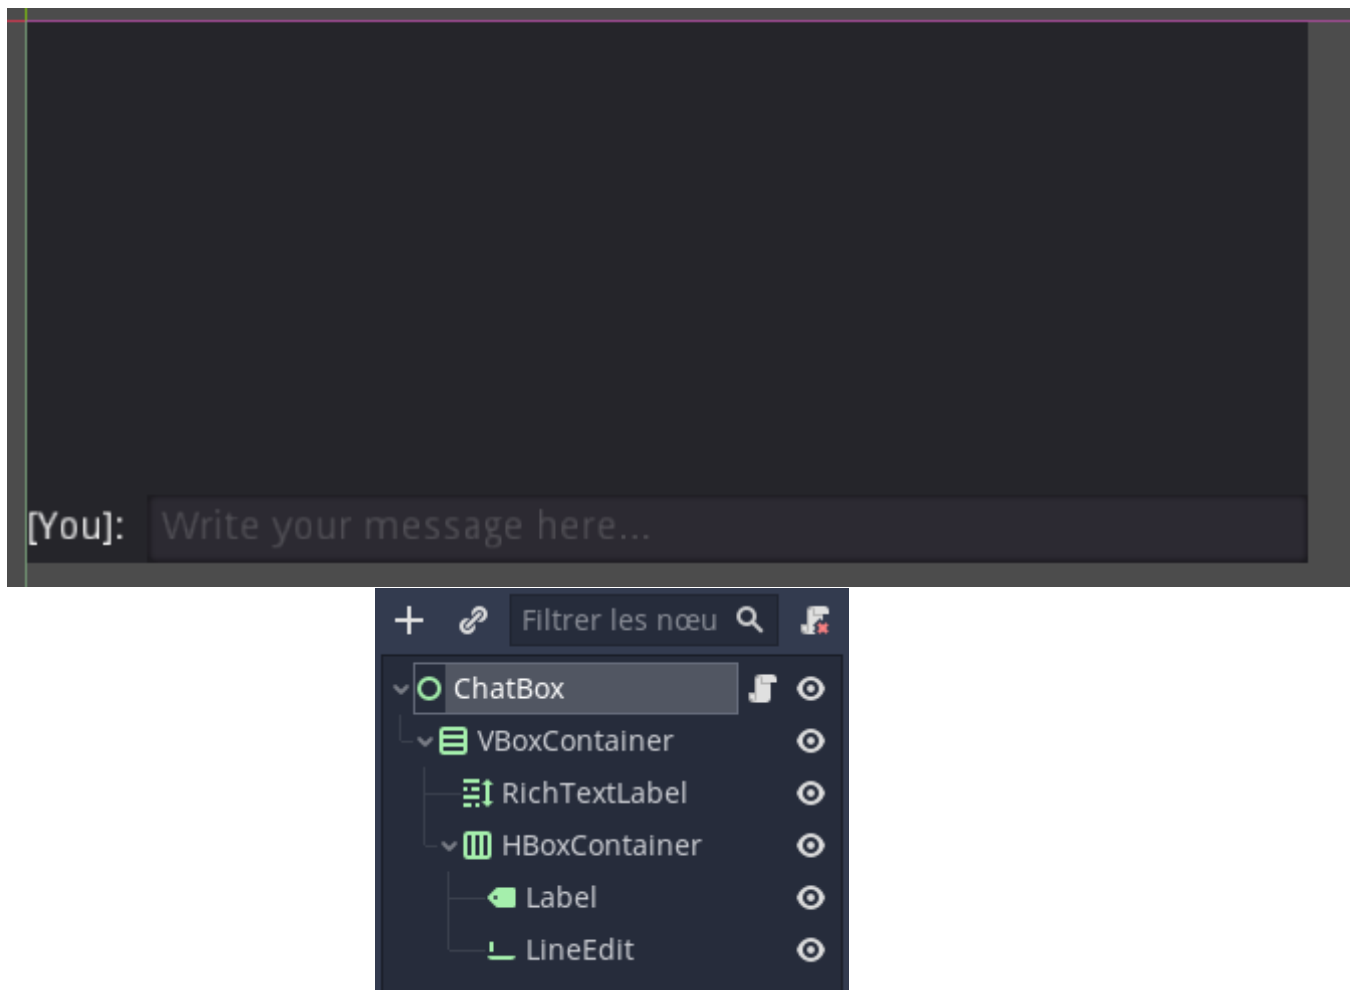 [You]: Write your message here...
Filtrer les nœu
ChatBox
VBoxContainer
RichTextLabel
HBoxContainer
Label
LineEdit